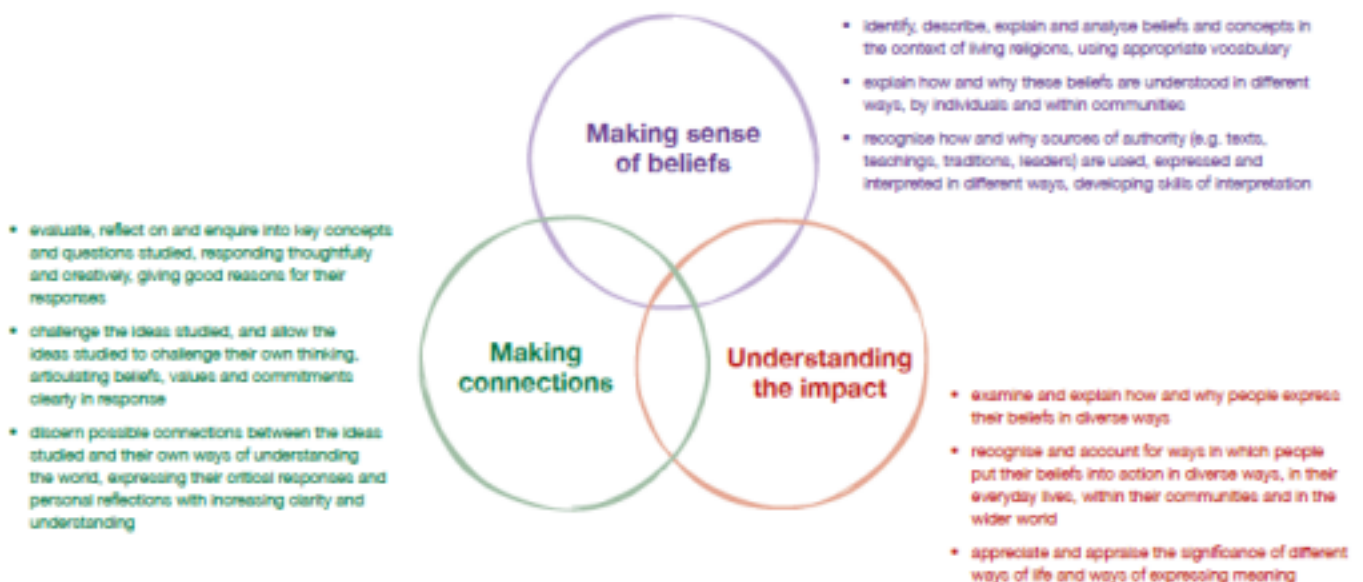 Making sense
of beliefs
• identify, describe, explain and analyse beliefs and concepts in
the context of living religions, using appropriate vocabulary
• explain how and why these beliefs are understood in different
ways, by individuals and within communities
• recognise how and why sources of authority (e.g. texts,
teachings, traditions, leaders) are used, expressed and
interpreted in different ways, developing skills of interpretation
• evaluate, reflect on and enquire into key concepts
and questions studied, responding thoughtfully
and creatively, giving good reasons for their
responses
• challenge the ideas studied, and allow the
ideas studied to challenge their own thinking,
articulating beliefs, values and commitments
clearly in response
• discern possible connections between the ideas
studied and their own ways of understanding
the world, expressing their critical responses and
personal reflections with increasing clarity and
understanding
Making
connections
Understanding
the impact
• examine and explain how and why people express
their beliefs in diverse ways
• recognise and account for ways in which people
put their beliefs into action in diverse ways, in their
everyday lives, within their communities and in the
wider world
• appreciate and appraise the significance of different
ways of life and ways of expressing meaning